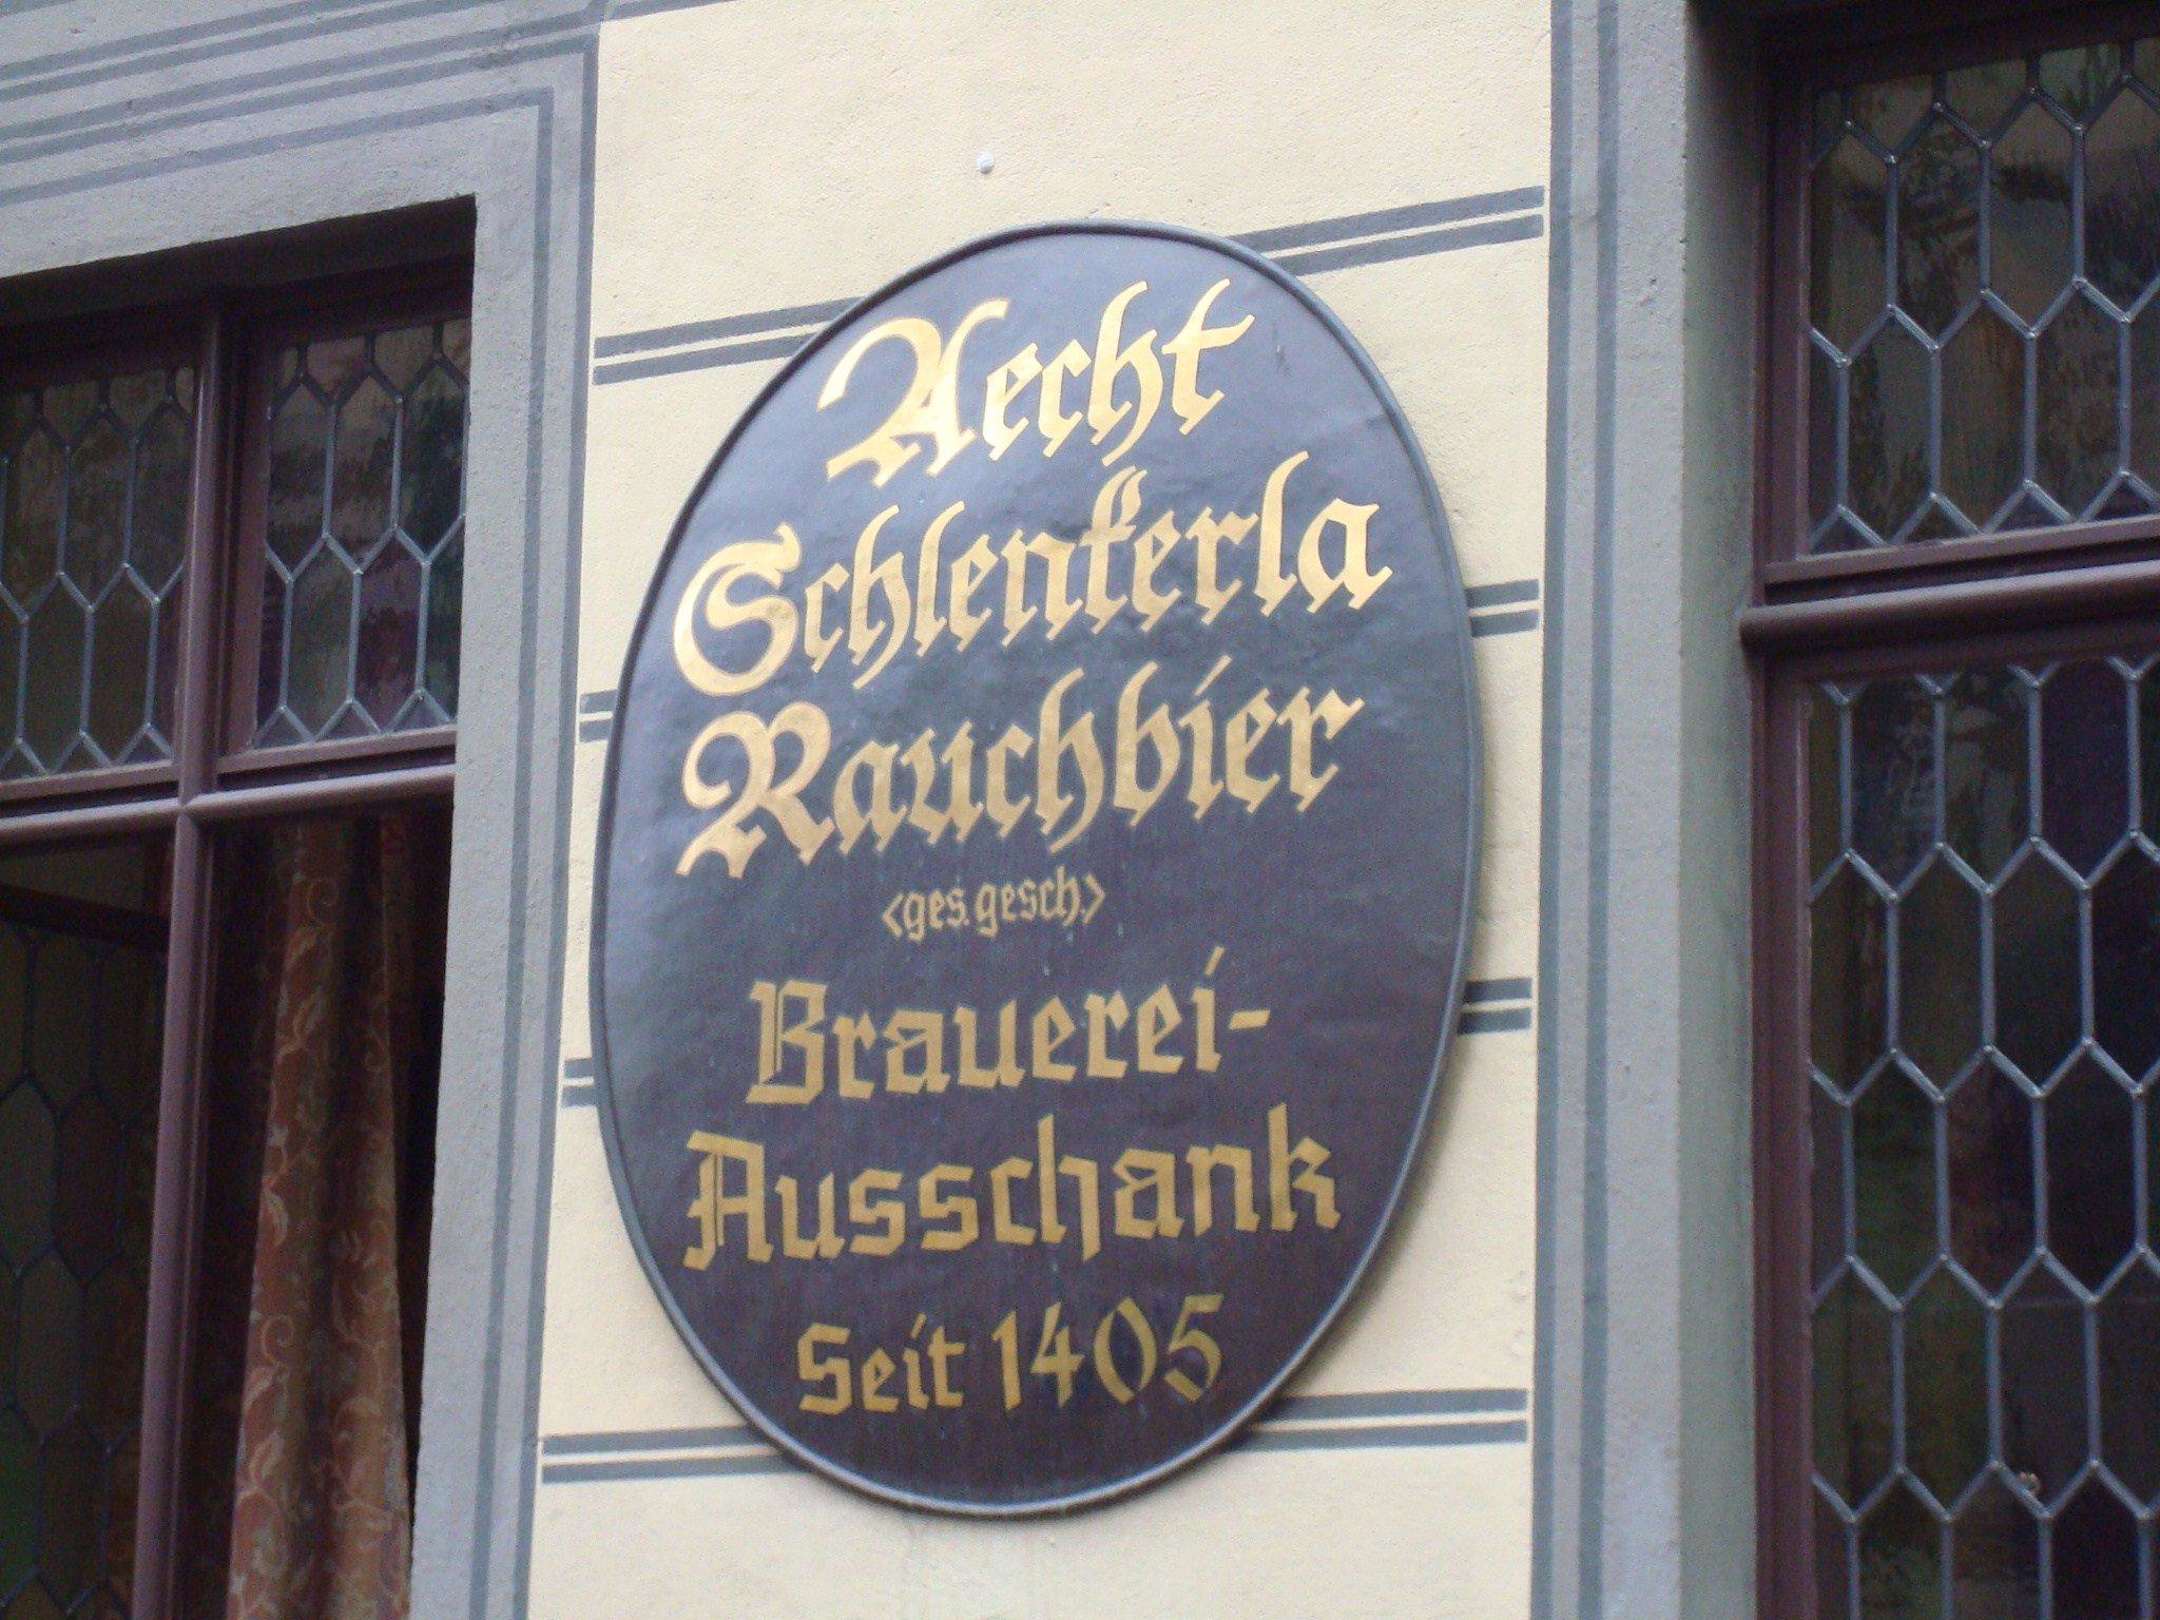 Aecht
Schlenkerla
Rauchbier
<ges. gesch.>
Brauerei-
Ausschank
Seit 1405